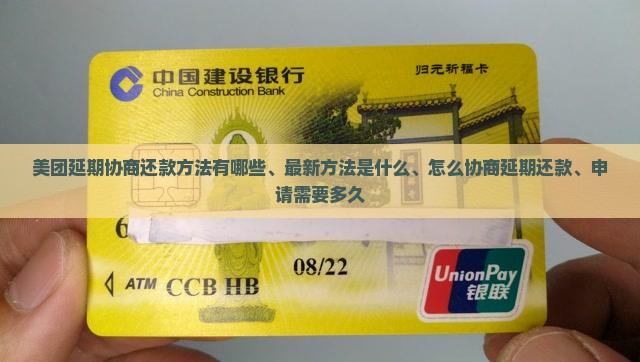 中国建设银行
China Construction Bank
归元祈福卡
美团延期协商还款方法有哪些、最新方法是什么、怎么协商延期还款、申
请需要多久
6
08/22
ATM CCB HB
UnionPay
银联